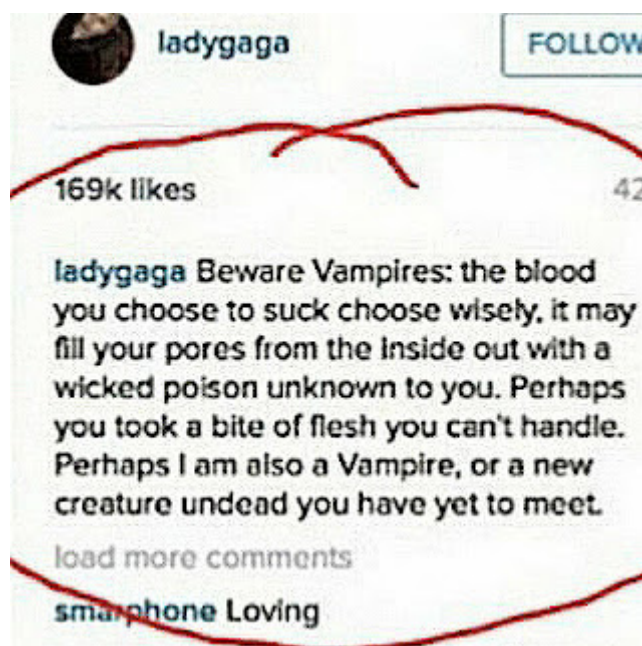 ladygaga
FOLLOW
169k likes
42
ladygaga Beware Vampires: the blood
you choose to suck choose wisely, it may
fill your pores from the inside out with a
wicked poison unknown to you. Perhaps
you took a bite of flesh you can't handle.
Perhaps I am also a Vampire, or a new
creature undead you have yet to meet.
load more comments
smarphone Loving